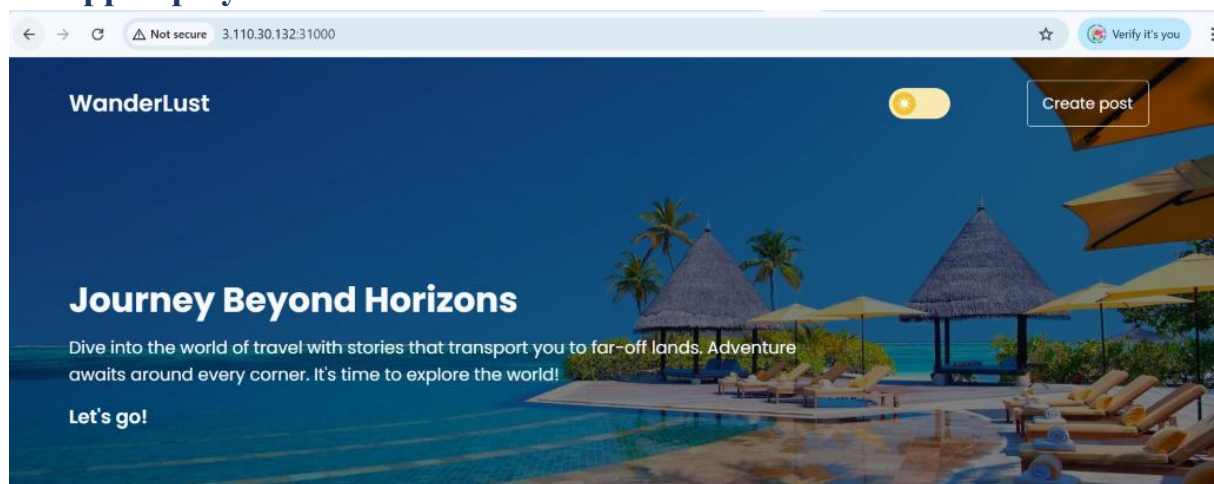 Not secure 3.110.30.132:31000 Verify it's you
WanderLust Create post
Journey Beyond Horizons
Dive into the world of travel with stories that transport you to far-off lands. Adventure
awaits around every corner. It's time to explore the world!
Let's go!